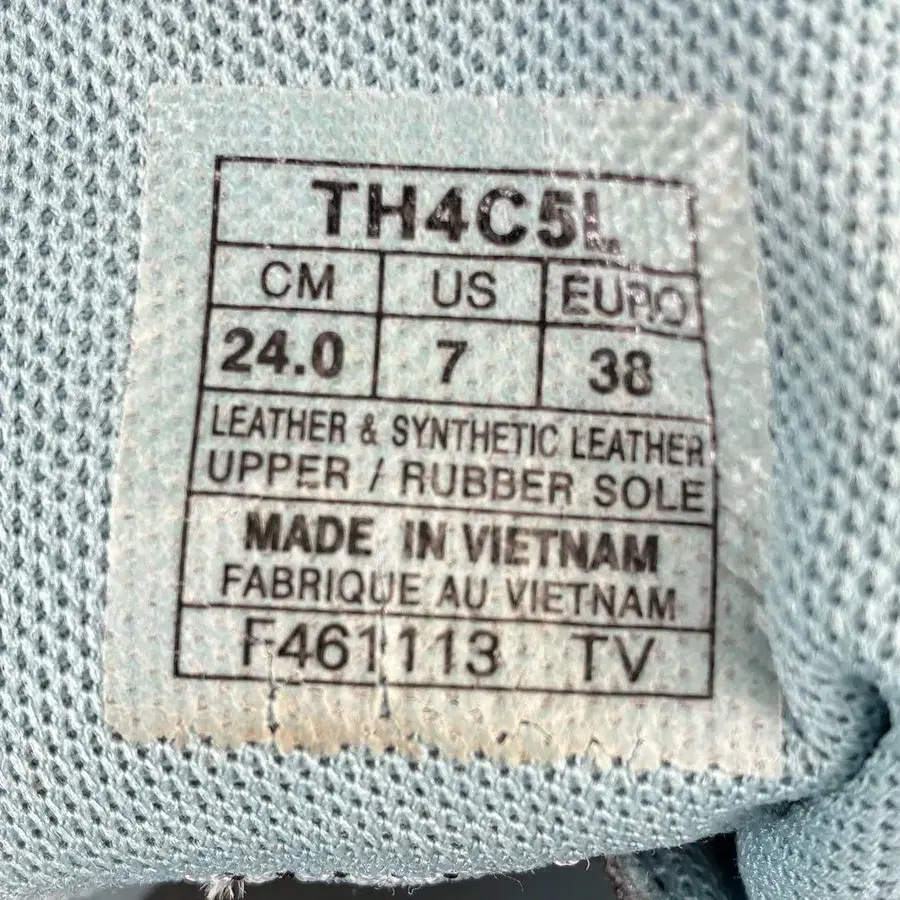 TH4C5L
CM US EURO
24.0 7 38
LEATHER & SYNTHETIC LEATHER
UPPER / RUBBER SOLE
MADE IN VIETNAM
FABRIQUE AU VIETNAM
F461113 TV